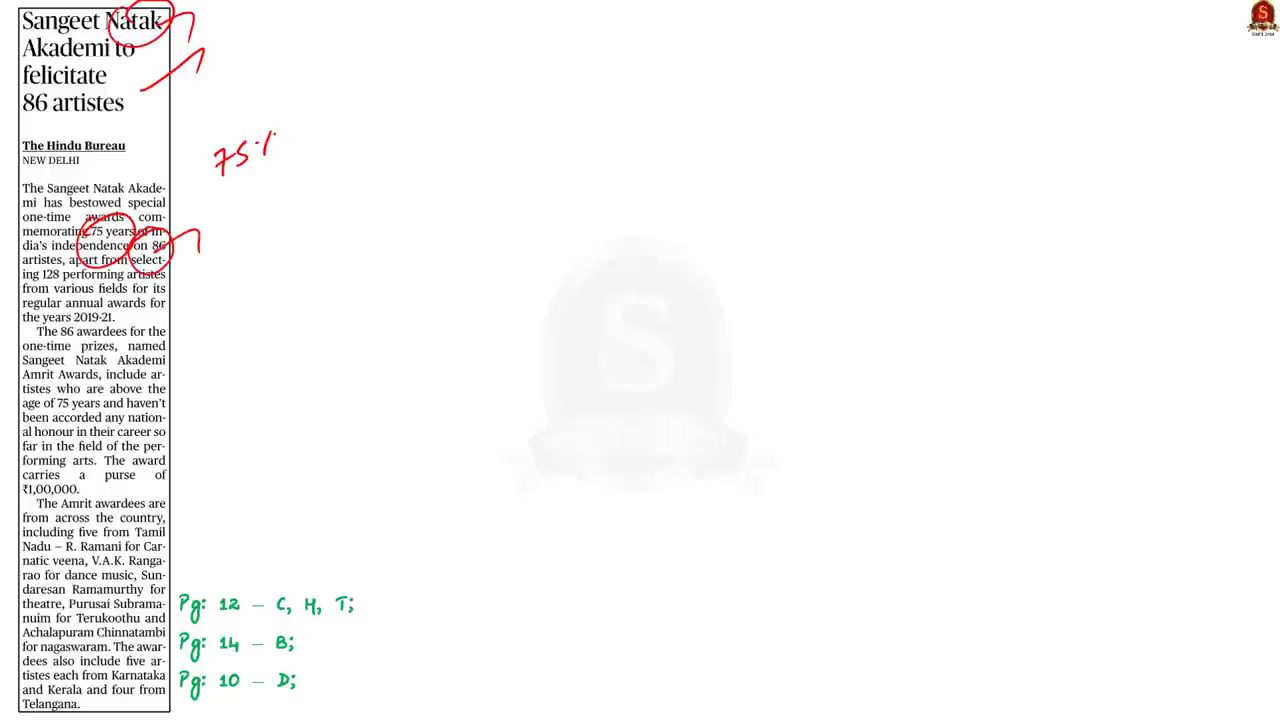 Sangeet Natak
Akademi to
felicitate
86 artistes
The Hindu Bureau
NEW DELHI
The Sangeet Natak Akade-
mi has bestowed special
one-time awards com-
memorating 75 years of In-
dia's independence on 86
artistes, apart from select-
ing 128 performing artistes
from various fields for its
regular annual awards for
the years 2019-21.
The 86 awardees for the
one-time prizes, named
Sangeet Natak Akademi
Amrit Awards, include ar-
tistes who are above the
age of 75 years and haven't
been accorded any nation-
al honour in their career so
far in the field of the per-
forming arts. The award
carries a purse of
₹1,00,000.
The Amrit awardees are
from across the country,
including five from Tamil
Nadu – R. Ramani for Car-
natic veena, V.A.K. Ranga-
rao for dance music, Sun-
daresan Ramamurthy for
theatre, Purusai Subrama-
nuim for Terukoothu and
Achalapuram Chinnatambi
for nagaswaram. The awar-
dees also include five ar-
tistes each from Karnataka
and Kerala and four from
Telangana.
75
Pg: 12 – C, H, T;
Pg: 14 – B;
Pg: 10 – D;
S
SINCE 2004
S